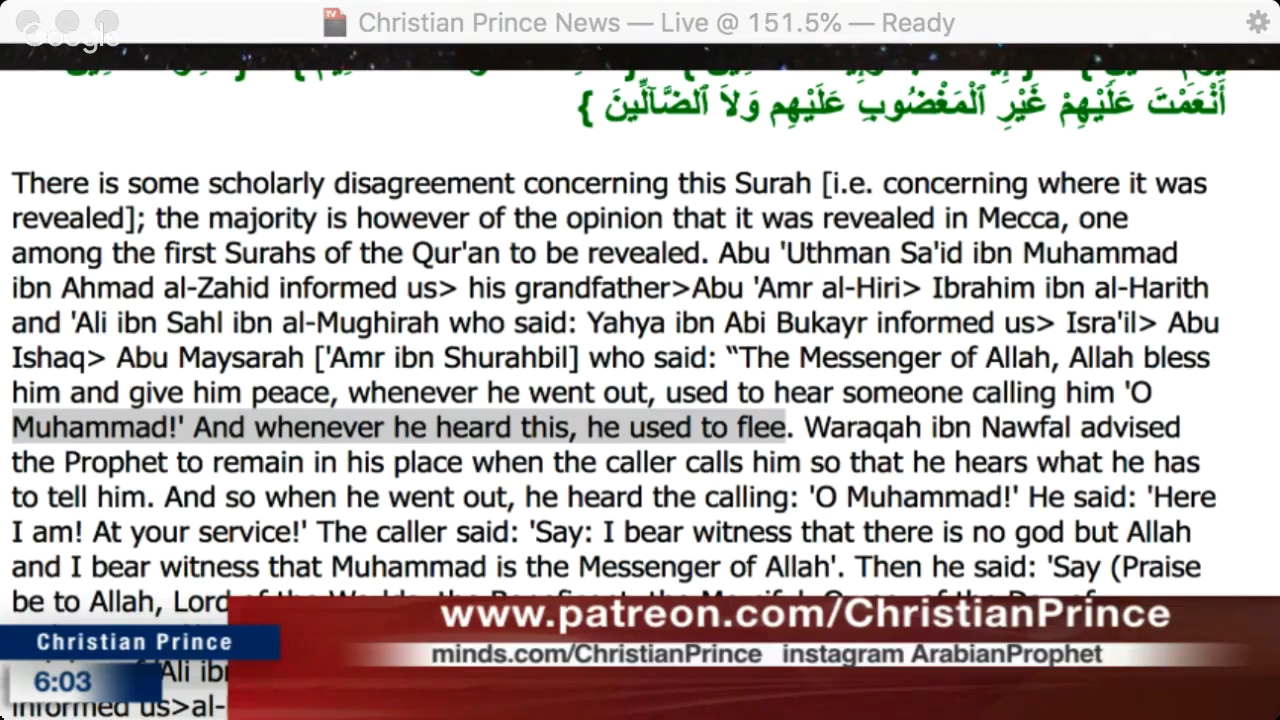 Christian Prince News — Live @ 151.5% — Ready
Google
أَنْعَمْتَ عَلَيْهِمْ غَيْرِ ٱلْمَغْضُوبِ عَلَيْهِم وَلاَ ٱلضَّآلِّينَ }
There is some scholarly disagreement concerning this Surah [i.e. concerning where it was
revealed]; the majority is however of the opinion that it was revealed in Mecca, one
among the first Surahs of the Qur'an to be revealed. Abu 'Uthman Sa'id ibn Muhammad
ibn Ahmad al-Zahid informed us> his grandfather>Abu 'Amr al-Hiri> Ibrahim ibn al-Harith
and 'Ali ibn Sahl ibn al-Mughirah who said: Yahya ibn Abi Bukayr informed us> Isra'il> Abu
Ishaq> Abu Maysarah ['Amr ibn Shurahbil] who said: “The Messenger of Allah, Allah bless
him and give him peace, whenever he went out, used to hear someone calling him 'O
Muhammad!' And whenever he heard this, he used to flee. Waraqah ibn Nawfal advised
the Prophet to remain in his place when the caller calls him so that he hears what he has
to tell him. And so when he went out, he heard the calling: 'O Muhammad!' He said: 'Here
I am! At your service!' The caller said: 'Say: I bear witness that there is no god but Allah
and I bear witness that Muhammad is the Messenger of Allah'. Then he said: 'Say (Praise
be to Allah, Lord
www.patreon.com/ChristianPrince
Christian Prince
minds.com/ChristianPrince instagram ArabianProphet
'Ali ibn
6:03
informed us>al-